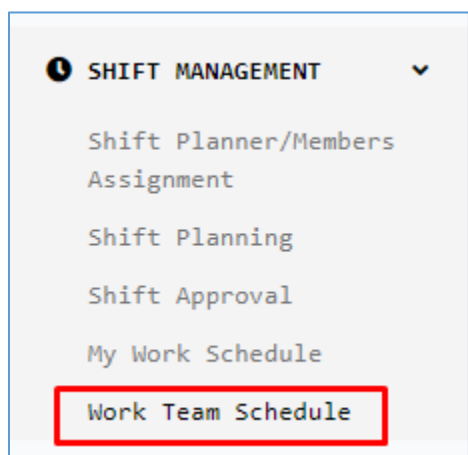 SHIFT MANAGEMENT
Shift Planner/Members
Assignment
Shift Planning
Shift Approval
My Work Schedule
Work Team Schedule